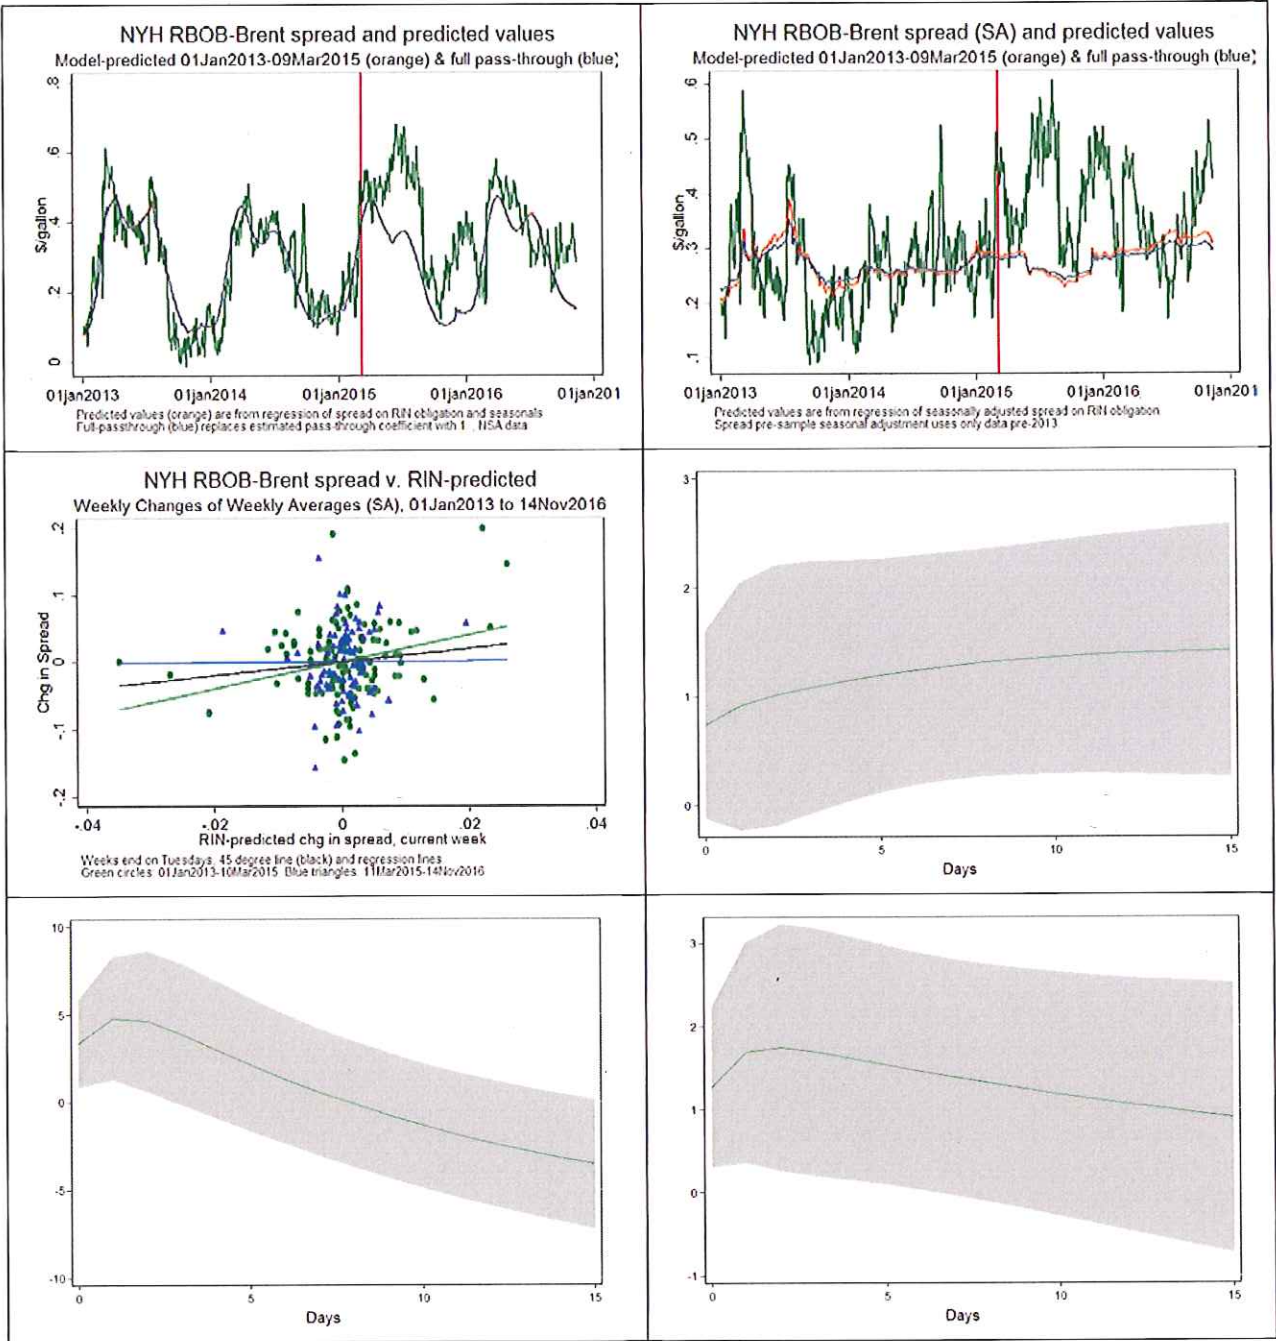 NYH RBOB-Brent spread and predicted values
Model-predicted 01Jan2013-09Mar2015 (orange) & full pass-through (blue)
$/gallon
.8
.6
.4
.2
0
01jan2013 01jan2014 01jan2015 01jan2016 01jan201
Predicted values (orange) are from regression of spread on RIN obligation and seasonals
Full-passthrough (blue) replaces estimated pass-through coefficient with 1 . NSA data
NYH RBOB-Brent spread (SA) and predicted values
Model-predicted 01Jan2013-09Mar2015 (orange) & full pass-through (blue)
$/gallon
.6
.5
.4
.3
.2
.1
01jan2013 01jan2014 01jan2015 01jan2016 01jan201
Predicted values are from regression of seasonally adjusted spread on RIN obligation
Spread pre-sample seasonal adjustment uses only data pre-2013
NYH RBOB-Brent spread v. RIN-predicted
Weekly Changes of Weekly Averages (SA), 01Jan2013 to 14Nov2016
Chg in Spread
.2
.1
0
-.1
-.2
-.04 -.02 0 .02 .04
RIN-predicted chg in spread, current week
Weeks end on Tuesdays. 45 degree line (black) and regression lines
Green circles: 01Jan2013-10Mar2015 Blue triangles: 11Mar2015-14Nov2016
3
2
1
0
0 5 10 15
Days
10
5
0
-5
-10
0 5 10 15
Days
3
2
1
0
-1
0 5 10 15
Days